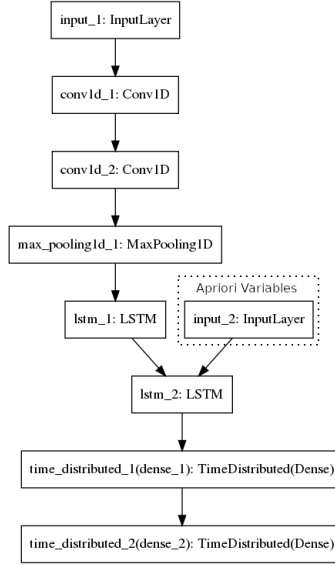 input_1: InputLayer
conv1d_1: Conv1D
conv1d_2: Conv1D
max_pooling1d_1: MaxPooling1D
Apriori Variables
lstm_1: LSTM
input_2: InputLayer
lstm_2: LSTM
time_distributed_1(dense_1): TimeDistributed(Dense)
time_distributed_2(dense_2): TimeDistributed(Dense)